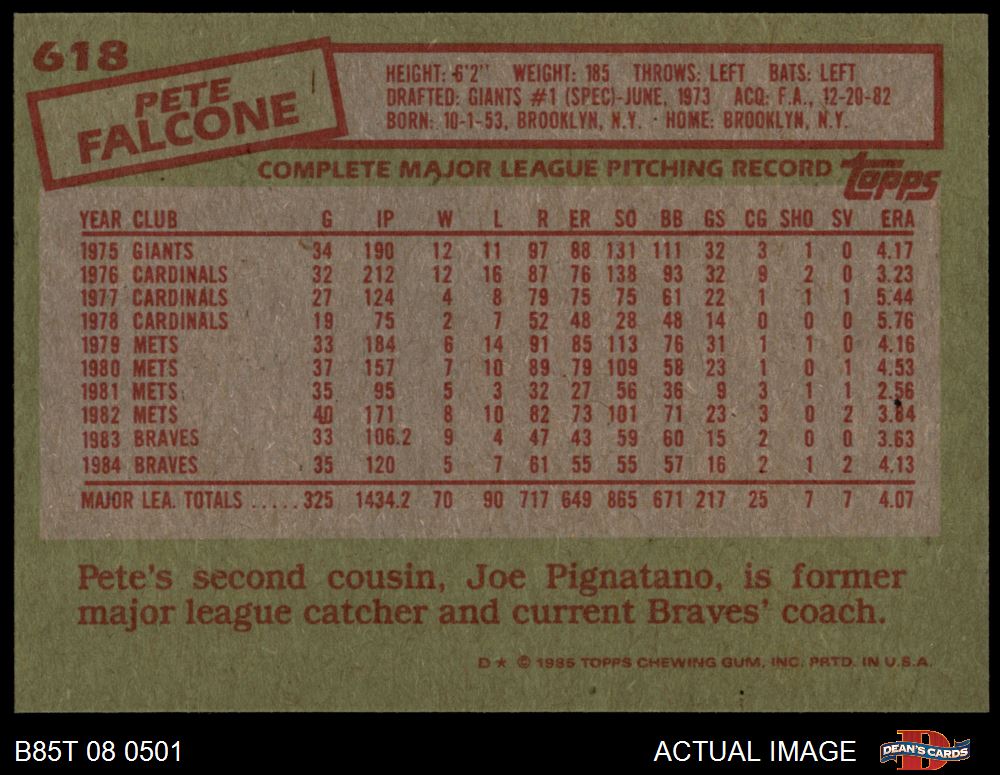 618
PETE
FALCONE
HEIGHT: 6'2" WEIGHT: 185 THROWS: LEFT BATS: LEFT
DRAFTED: GIANTS #1 (SPEC)-JUNE, 1973 ACQ: F.A., 12-20-82
BORN: 10-1-53, BROOKLYN, N.Y. · HOME: BROOKLYN, N.Y.
COMPLETE MAJOR LEAGUE PITCHING RECORD
Topps
YEAR CLUB G IP W L R ER SO BB GS CG SHO SV ERA
1975 GIANTS 34 190 12 11 97 88 131 111 32 3 1 0 4.17
1976 CARDINALS 32 212 12 16 87 76 138 93 32 9 2 0 3.23
1977 CARDINALS 27 124 4 8 79 75 75 61 22 1 1 1 5.44
1978 CARDINALS 19 75 2 7 52 48 28 48 14 0 0 0 5.76
1979 METS 33 184 6 14 91 85 113 76 31 1 1 0 4.16
1980 METS 37 157 7 10 89 79 109 58 23 1 0 1 4.53
1981 METS 35 95 5 3 32 27 56 36 9 3 1 1 2.56
1982 METS 40 171 8 10 82 73 101 71 23 3 0 2 3.84
1983 BRAVES 33 106.2 9 4 47 43 59 60 15 2 0 0 3.63
1984 BRAVES 35 120 5 7 61 55 55 57 16 2 1 2 4.13
MAJOR LEA. TOTALS ..... 325 1434.2 70 90 717 649 865 671 217 25 7 7 4.07
Pete's second cousin, Joe Pignatano, is former
major league catcher and current Braves' coach.
D★ © 1985 TOPPS CHEWING GUM, INC. PRTD. IN U.S.A.
B85T 08 0501
ACTUAL IMAGE
D
DEAN'S CARDS